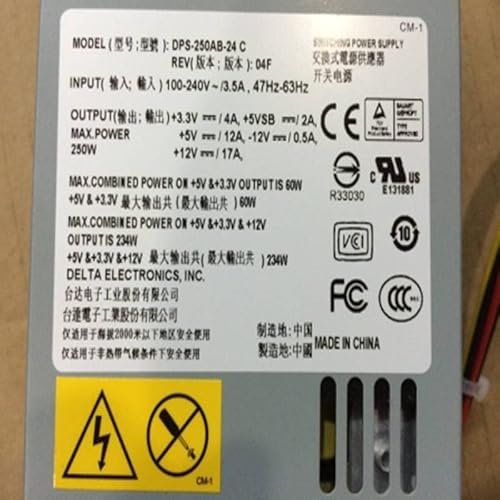 CM-1
MODEL (型号; 型號): DPS-250AB-24 C
REV(版本; 版本): 04F
SWITCHING POWER SUPPLY
交換式電源供應器
开关电源
INPUT( 输入; 輸入): 100-240V~/3.5A, 47Hz-63Hz
OUTPUT(输出; 輸出): +3.3V⎓/ 4A, +5VSB ⎓/ 2A,
MAX.POWER +5V ⎓/ 12A, -12V ⎓/ 0.5A,
250W +12V ⎓/ 17A,
MAX.COMBINED POWER ON +5V &+3.3V OUTPUT IS 60W
+5V &+3.3V 最大输出共 ( 最大輸出共 ) 60W
MAX.COMBINED POWER ON +5V &+3.3V &+12V
OUTPUT IS 234W
+5V &+3.3V &+12V 最大输出共 ( 最大輸出共 ) 234W
DELTA ELECTRONICS, INC.
台达电子工业股份有限公司
台達電子工業股份有限公司
仅适用于海拔2000米以下地区安全使用
仅适用于非热带气候条件下安全使用
CE
R33030
c UL US
E131881
VCI
10
FC
CCC
制造地: 中国
製造地: 中國
MADE IN CHINA
CM-1